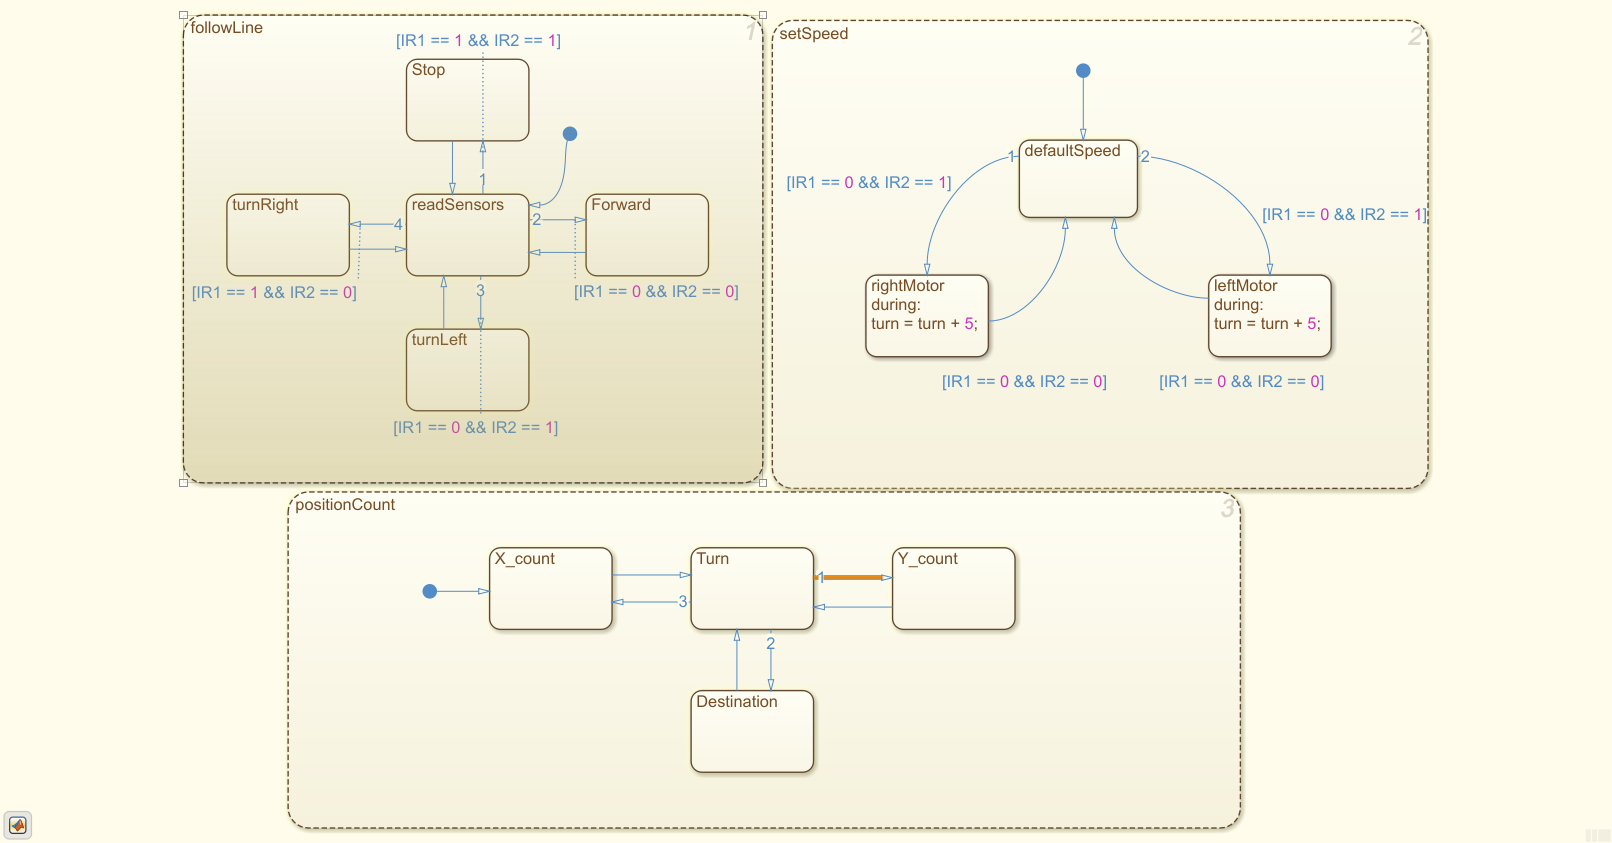 followLine
1
[IR1 == 1 && IR2 == 1]
Stop
1
turnRight
4
readSensors
2
Forward
[IR1 == 1 && IR2 == 0]
3
[IR1 == 0 && IR2 == 0]
turnLeft
[IR1 == 0 && IR2 == 1]
setSpeed
2
1
defaultSpeed
2
[IR1 == 0 && IR2 == 1]
[IR1 == 0 && IR2 == 1]
rightMotor
during:
turn = turn + 5;
leftMotor
during:
turn = turn + 5;
[IR1 == 0 && IR2 == 0]
[IR1 == 0 && IR2 == 0]
positionCount
3
X_count
Turn
1
Y_count
3
2
Destination